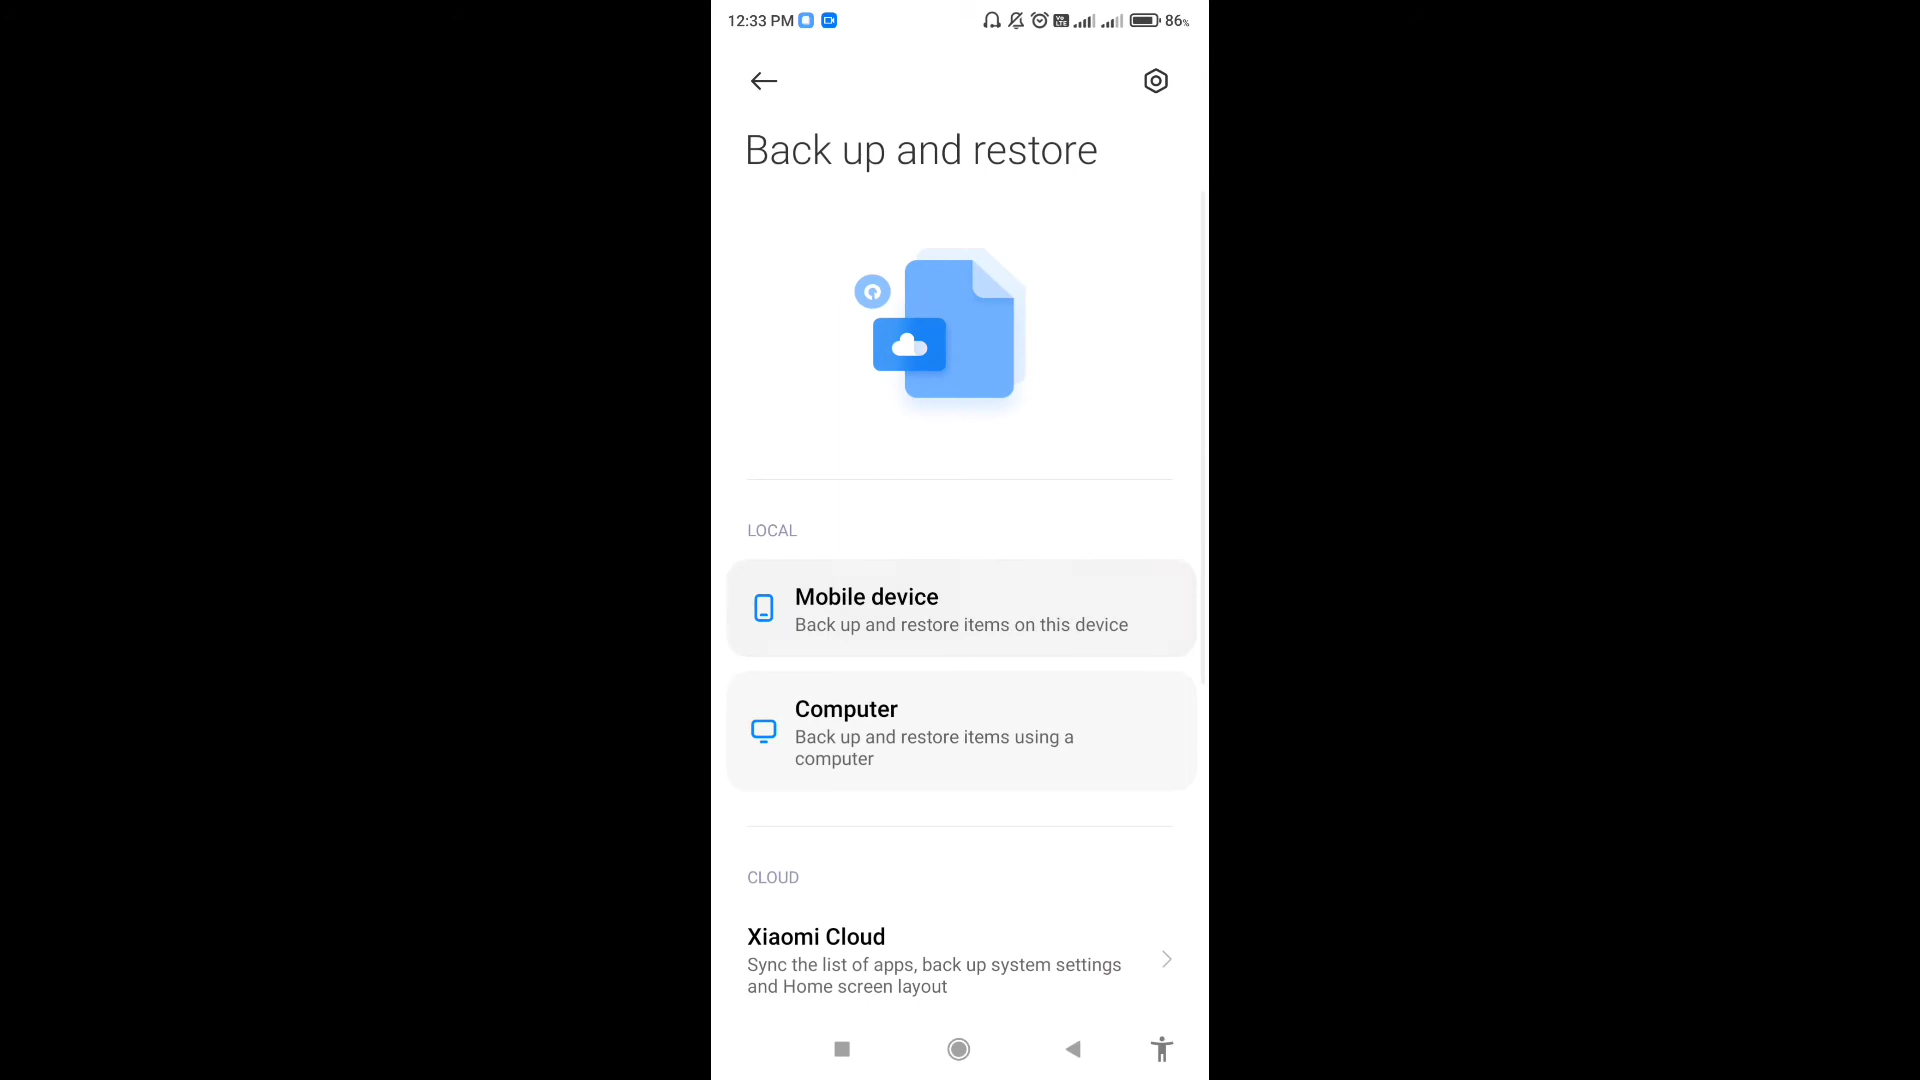 12:33 PM
86%
Back up and restore
LOCAL
Mobile device
Back up and restore items on this device
Computer
Back up and restore items using a
computer
CLOUD
Xiaomi Cloud
Sync the list of apps, back up system settings
and Home screen layout